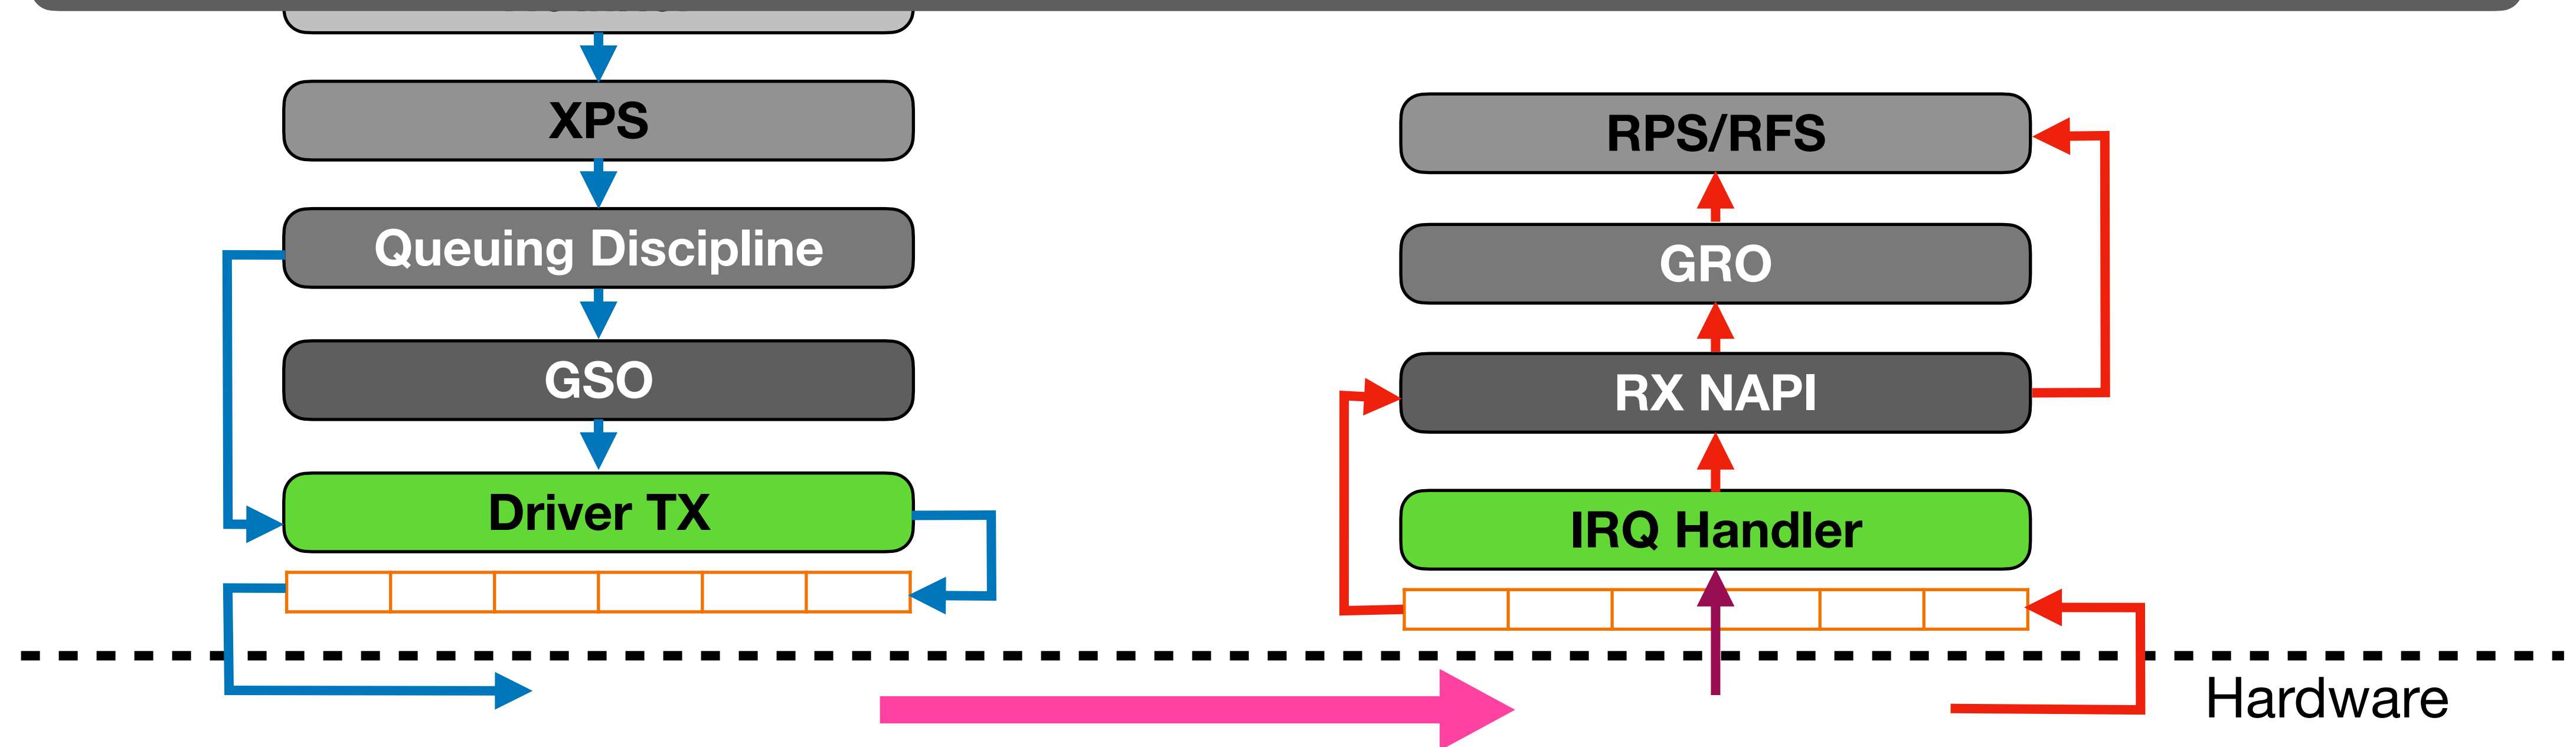 XPS
Queuing Discipline
GSO
Driver TX
RPS/RFS
GRO
RX NAPI
IRQ Handler
Hardware